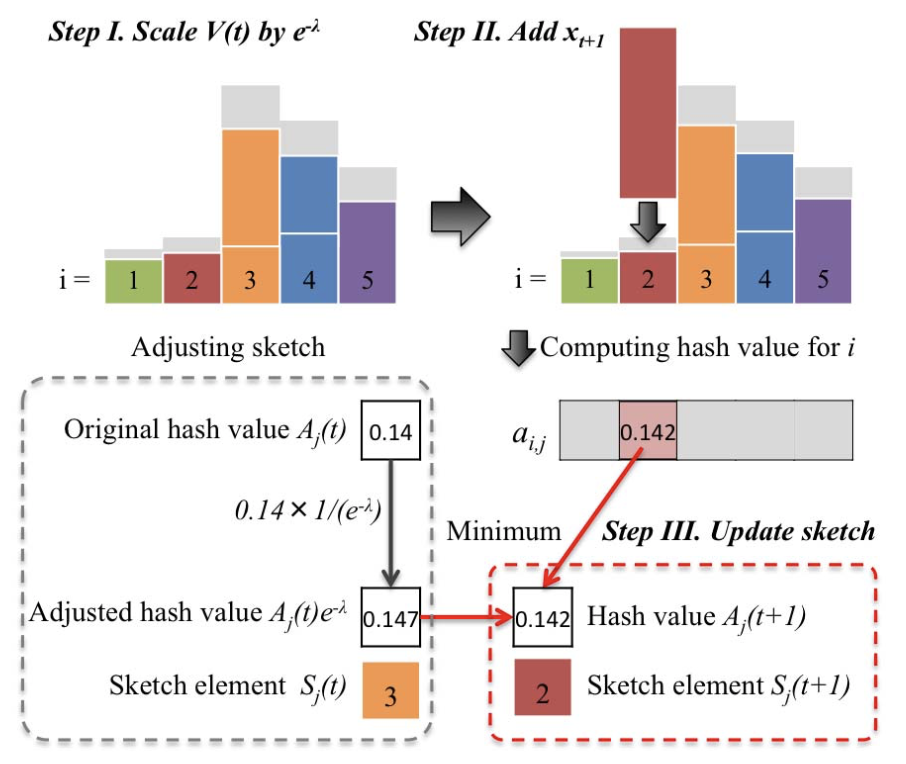 Step I. Scale V(t) by e^-λ
Step II. Add x_t+1
i = 1 2 3 4 5
i = 1 2 3 4 5
Adjusting sketch
Computing hash value for i
Original hash value A_j(t) 0.14
a_i,j 0.142
0.14 × 1/(e^-λ)
Minimum
Step III. Update sketch
Adjusted hash value A_j(t)e^-λ 0.147
0.142 Hash value A_j(t+1)
Sketch element S_j(t) 3
2 Sketch element S_j(t+1)